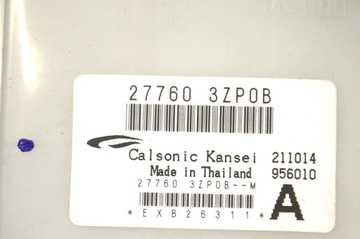 27760 3ZP0B
Calsonic Kansei 211014
Made in Thailand 956010
27760 3ZP0B--M
A
*EXB26311*